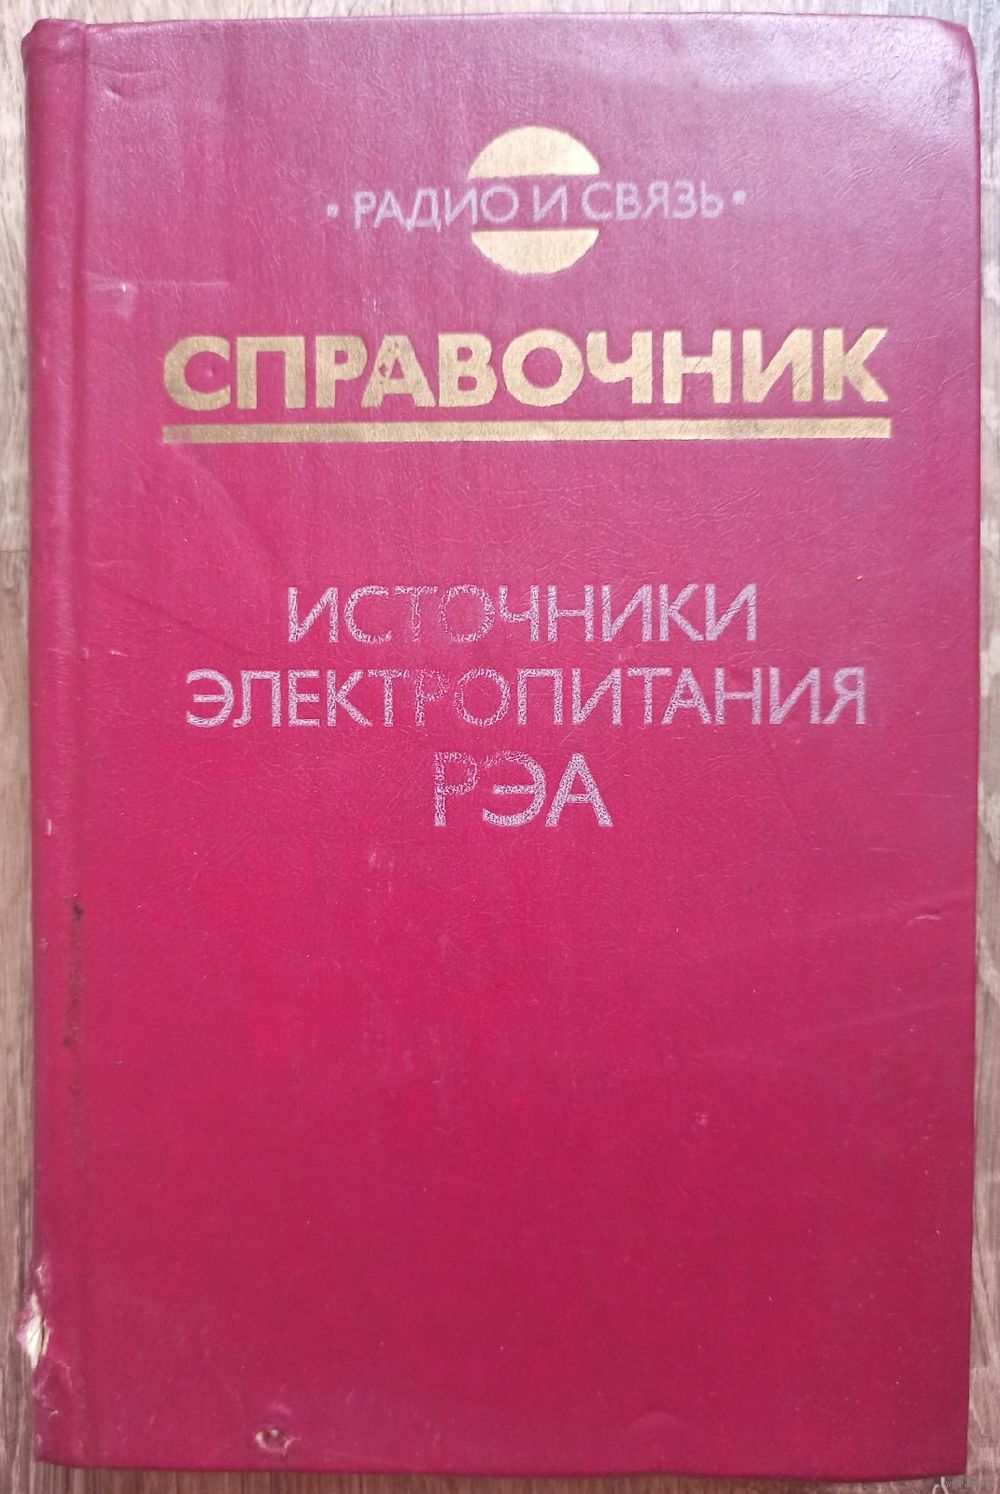 • РАДИО И СВЯЗЬ •
СПРАВОЧНИК
ИСТОЧНИКИ
ЭЛЕКТРОПИТАНИЯ
РЭА